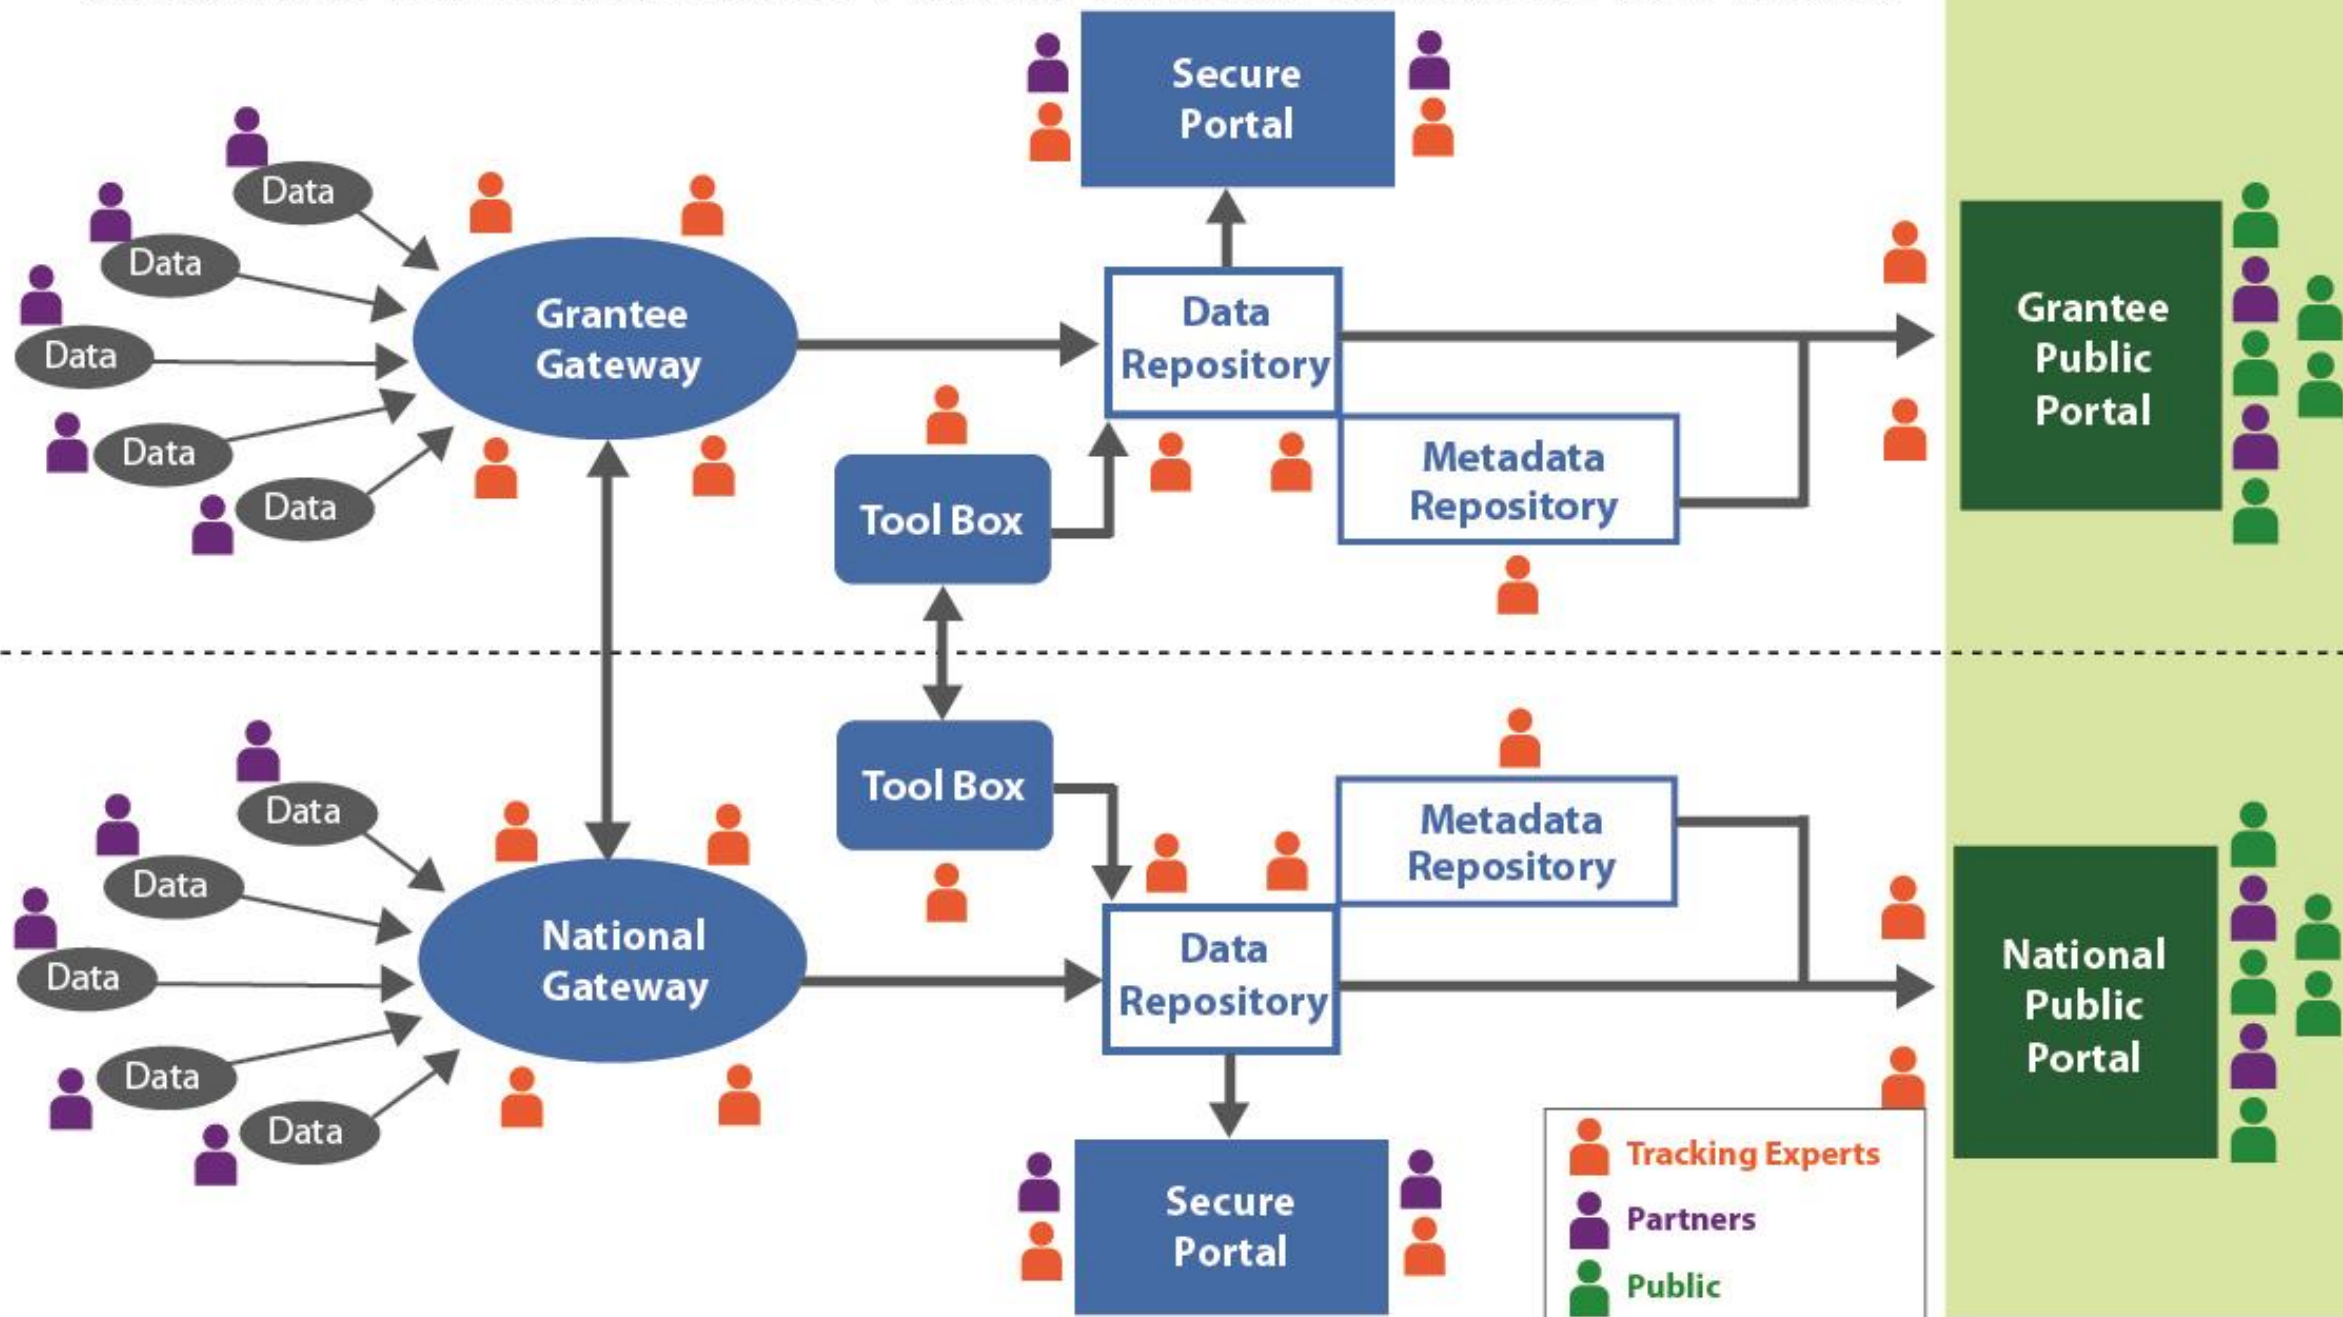 Secure
Portal
Data
Data
Data
Data
Data
Grantee
Gateway
Data
Repository
Tool Box
Metadata
Repository
Grantee
Public
Portal
Tool Box
Metadata
Repository
Data
Data
Data
Data
Data
National
Gateway
Data
Repository
National
Public
Portal
Secure
Portal
Tracking Experts
Partners
Public